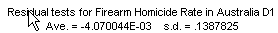 Residual tests for Firearm Homicide Rate in Australia D1
Ave. = -4.070044E-03 s.d. = .1387825